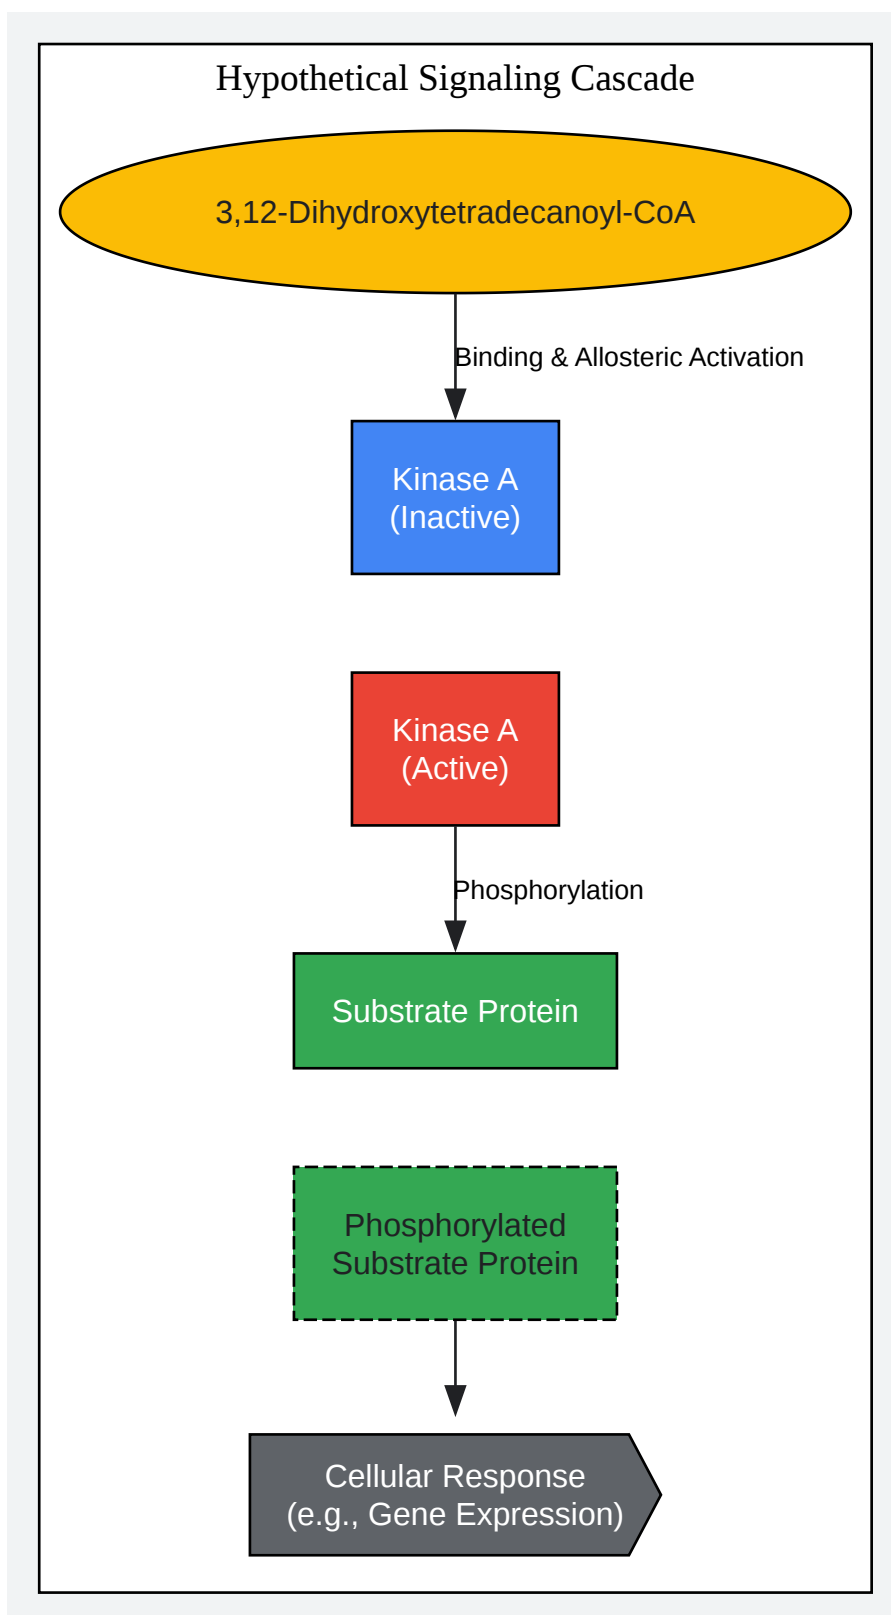 Hypothetical Signaling Cascade
3,12-Dihydroxytetradecanoyl-CoA
Binding & Allosteric Activation
Kinase A
(Inactive)
Kinase A
(Active)
Phosphorylation
Substrate Protein
Phosphorylated
Substrate Protein
Cellular Response
(e.g., Gene Expression)